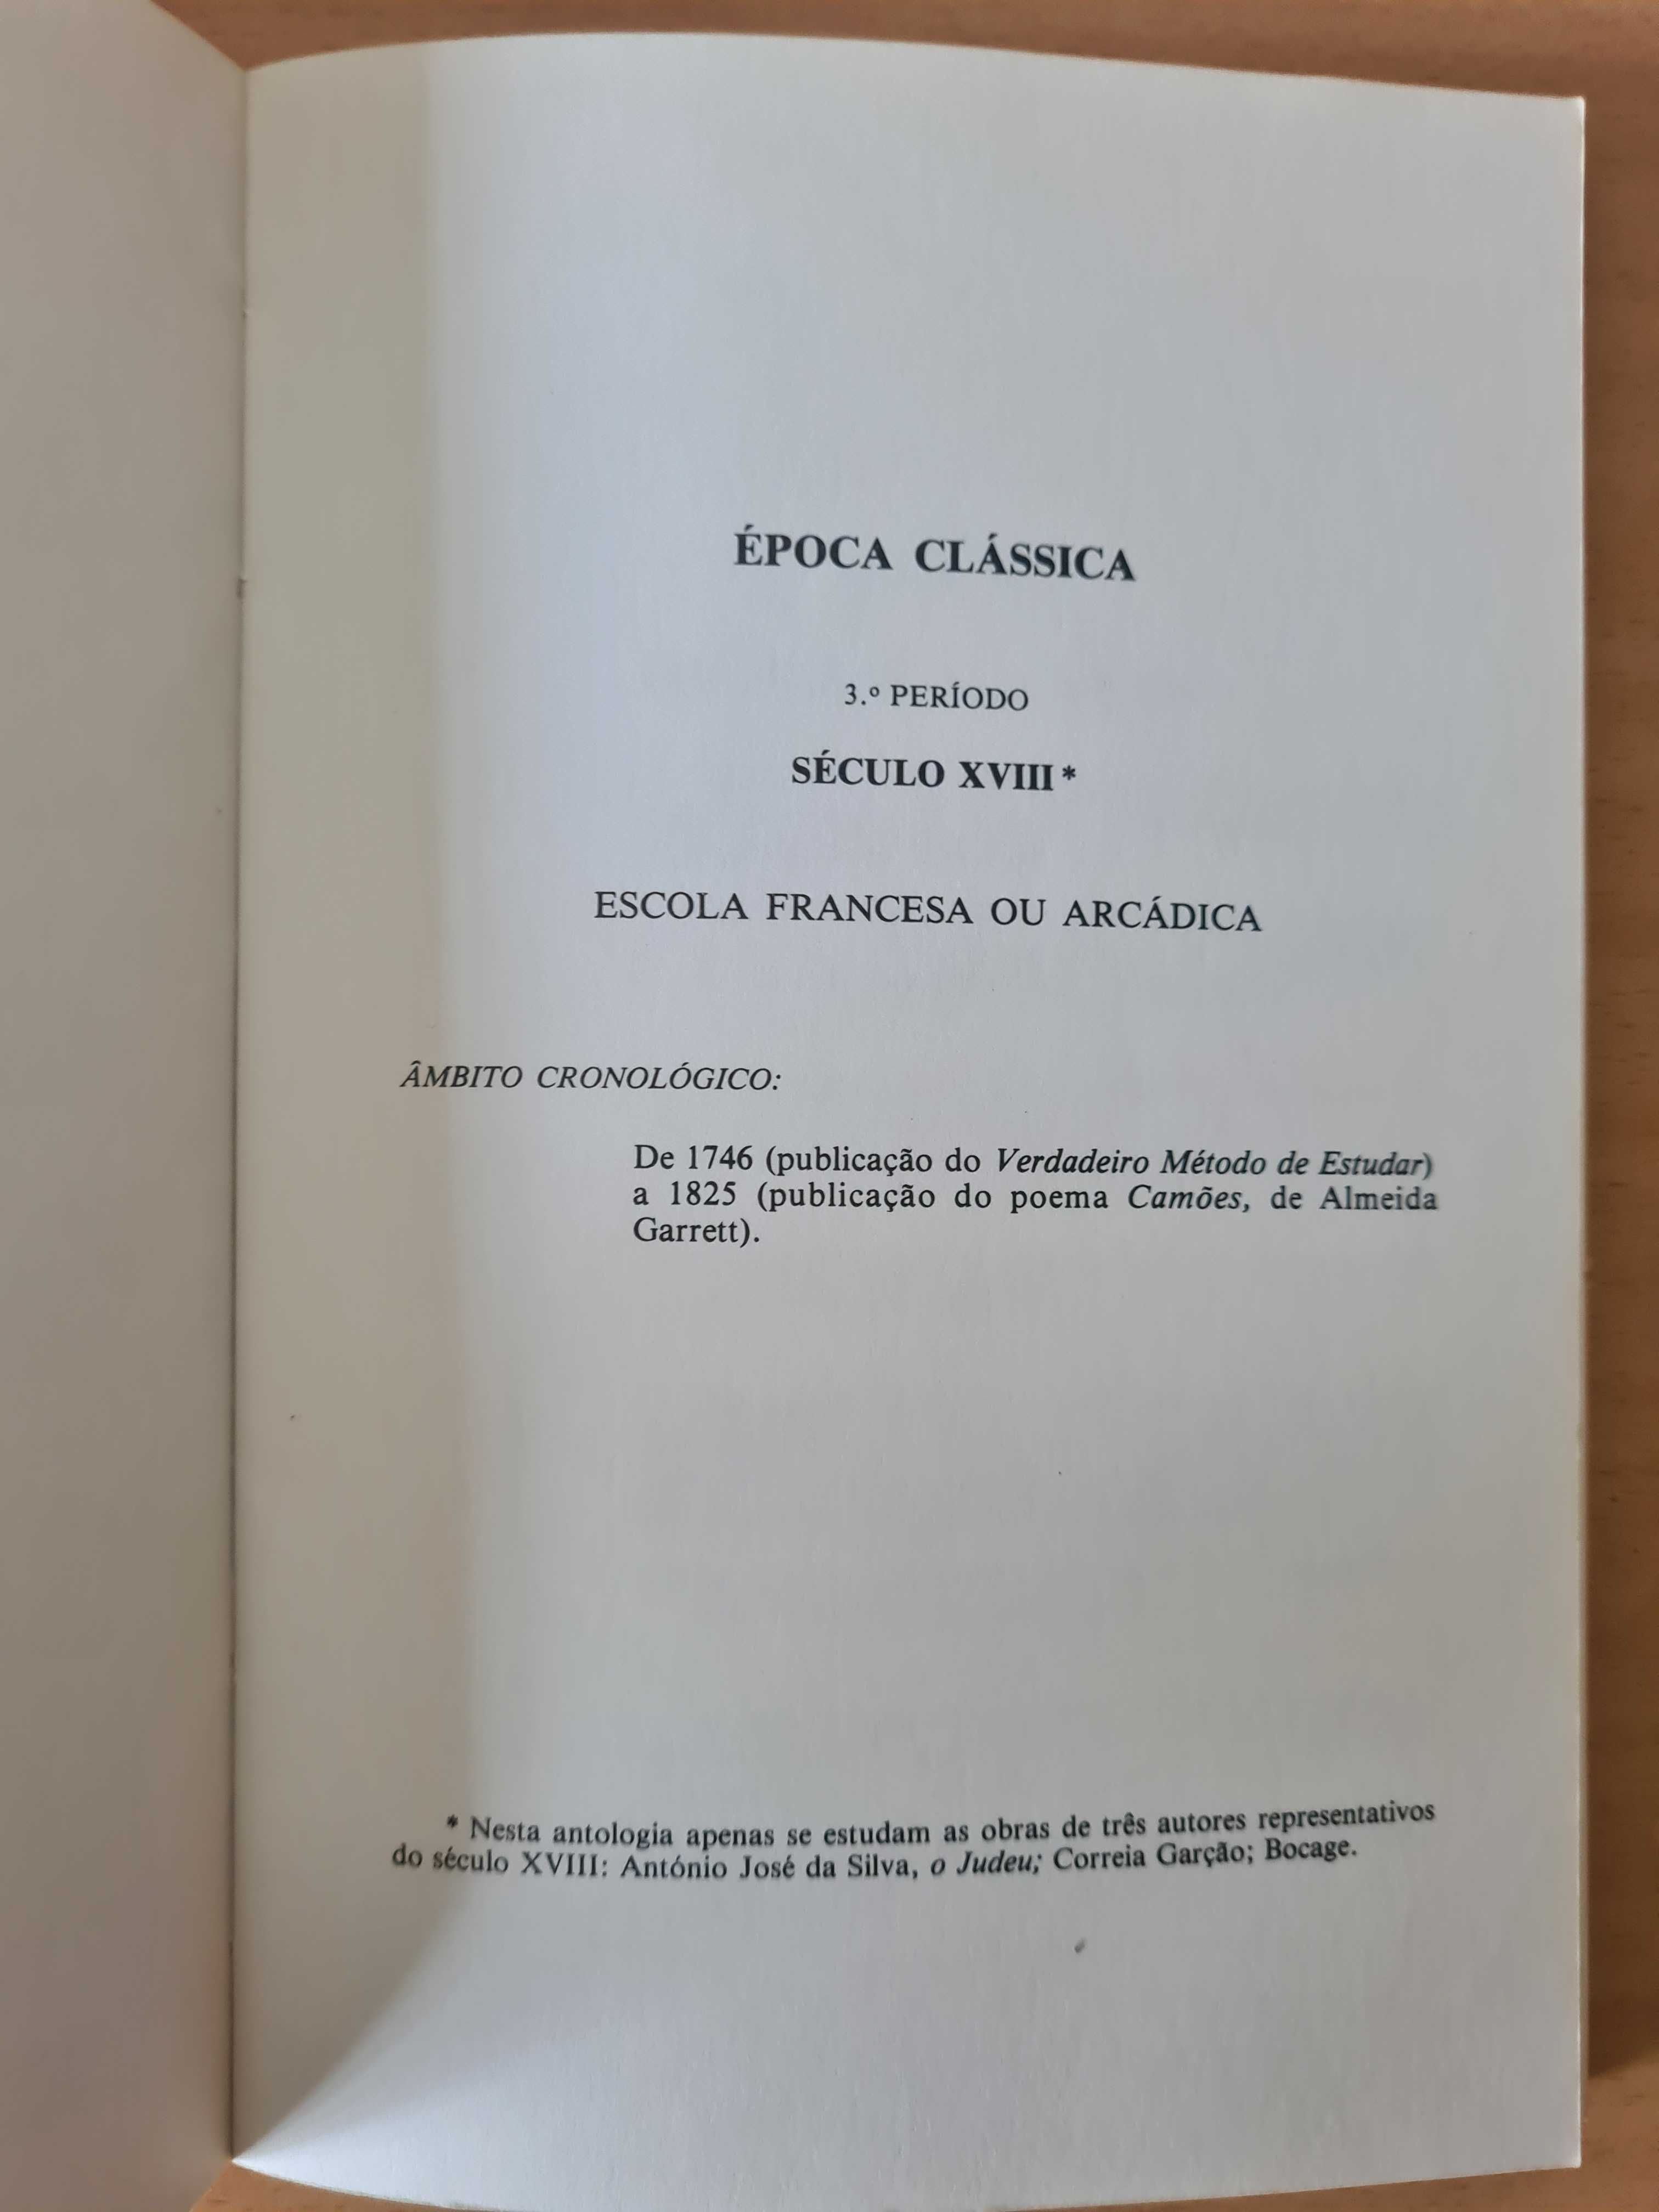 ÉPOCA CLÁSSICA
3.º PERÍODO
SÉCULO XVIII *
ESCOLA FRANCESA OU ARCÁDICA
ÂMBITO CRONOLÓGICO:
De 1746 (publicação do Verdadeiro Método de Estudar)
a 1825 (publicação do poema Camões, de Almeida
Garrett).
* Nesta antologia apenas se estudam as obras de três autores representativos
do século XVIII: António José da Silva, o Judeu; Correia Garção; Bocage.